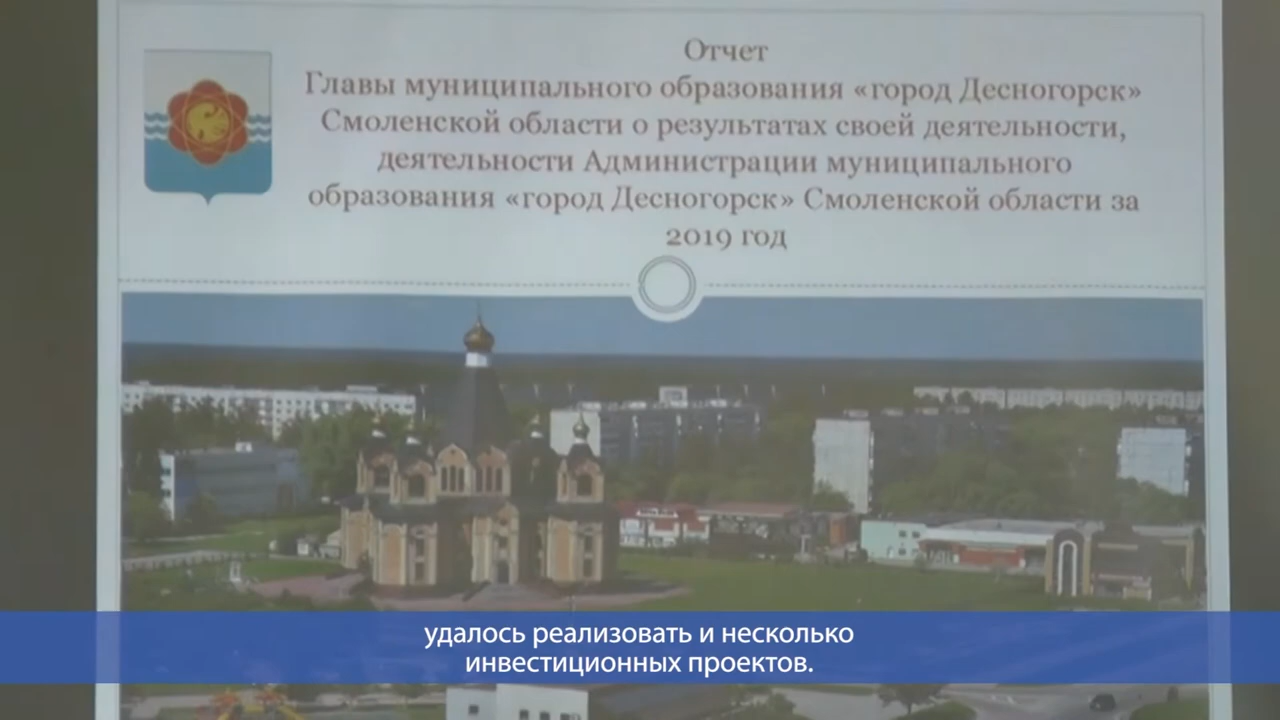 Отчет
Главы муниципального образования «город Десногорск»
Смоленской области о результатах своей деятельности,
деятельности Администрации муниципального
образования «город Десногорск» Смоленской области за
2019 год
удалось реализовать и несколько
инвестиционных проектов.